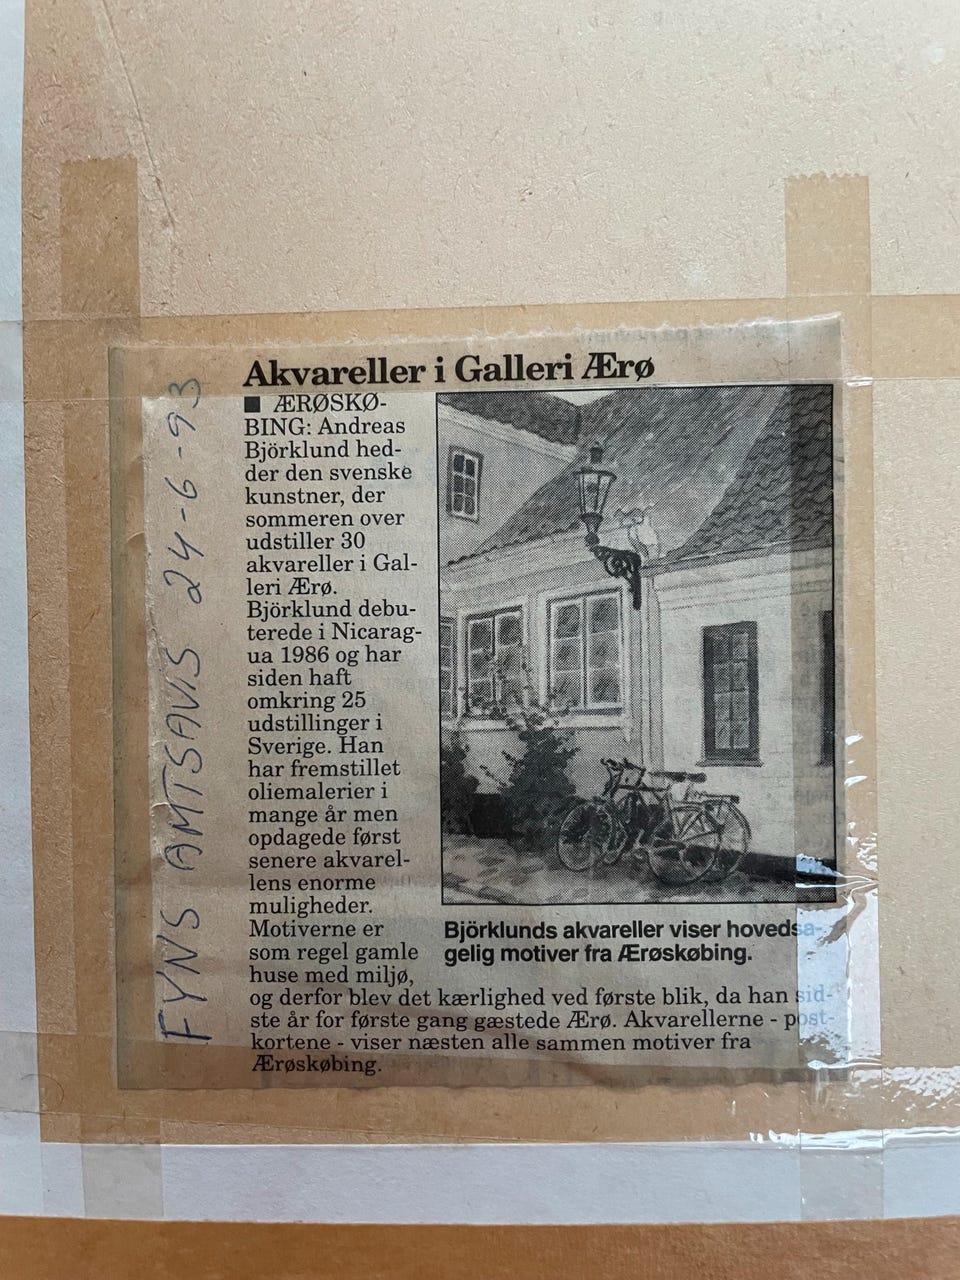 Akvareller i Galleri Ærø
■ ÆRØSKØ-
BING: Andreas
Björklund hed-
der den svenske
kunstner, der
sommeren over
udstiller 30
akvareller i Gal-
leri Ærø.
Björklund debu-
terede i Nicarag-
ua 1986 og har
siden haft
omkring 25
udstillinger i
Sverige. Han
har fremstillet
oliemalerier i
mange år men
opdagede først
senere akvarel-
lens enorme
muligheder.
Motiverne er
som regel gamle
huse med miljø,
og derfor blev det kærlighed ved første blik, da han sid-
ste år for første gang gæstede Ærø. Akvarellerne - post-
kortene - viser næsten alle sammen motiver fra
Ærøskøbing.
Björklunds akvareller viser hovedsa-
gelig motiver fra Ærøskøbing.
FYNS AMTSAVIS 24-6-93